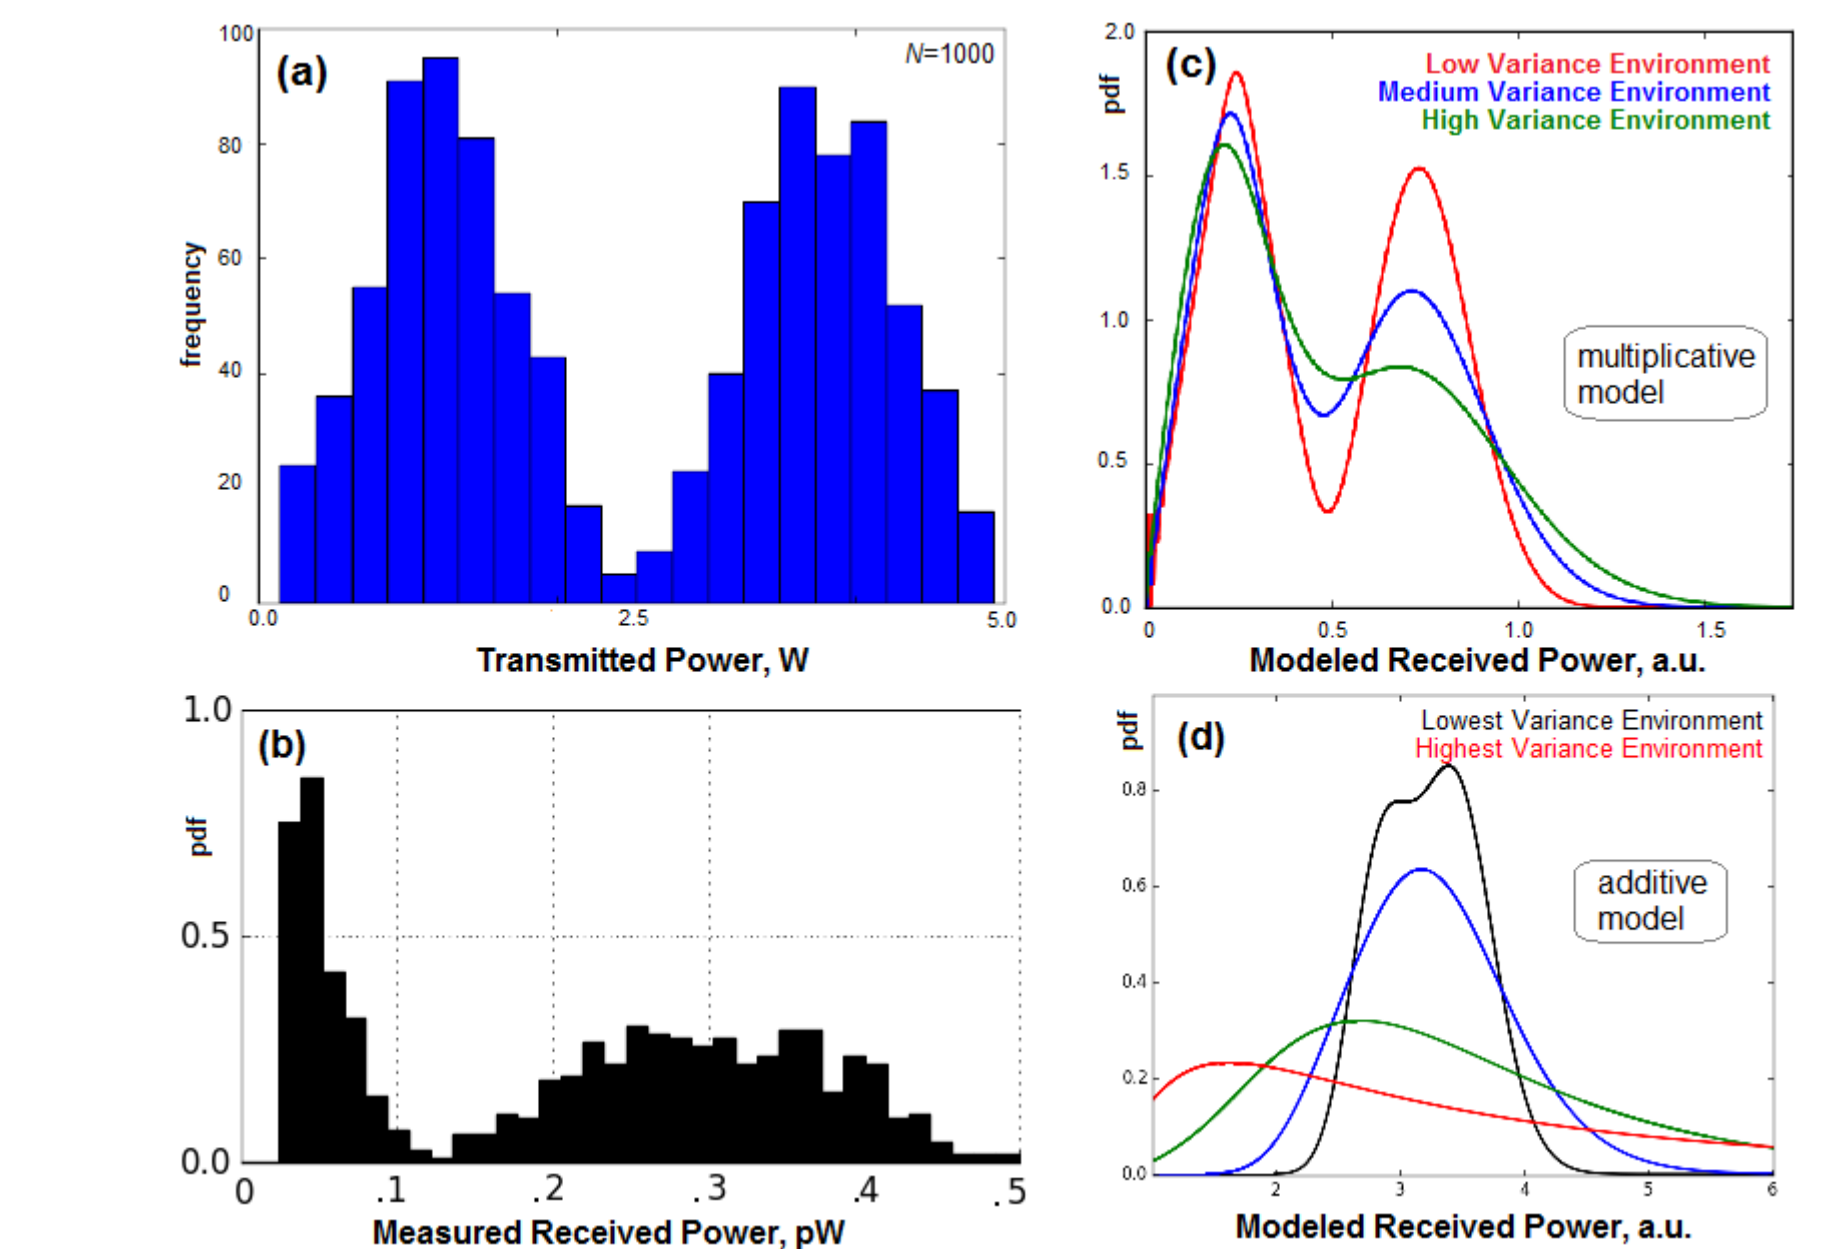 (a)
N=1000
100
80
60
40
20
0
frequency
0.0
2.5
5.0
Transmitted Power, W
(b)
1.0
0.5
0.0
pdf
0
.1
.2
.3
.4
.5
Measured Received Power, pW
(c)
Low Variance Environment
Medium Variance Environment
High Variance Environment
multiplicative
model
2.0
1.5
1.0
0.5
0.0
pdf
0
0.5
1.0
1.5
Modeled Received Power, a.u.
(d)
Lowest Variance Environment
Highest Variance Environment
additive
model
pdf
0.8
0.6
0.4
0.2
0.0
2
3
4
5
6
Modeled Received Power, a.u.